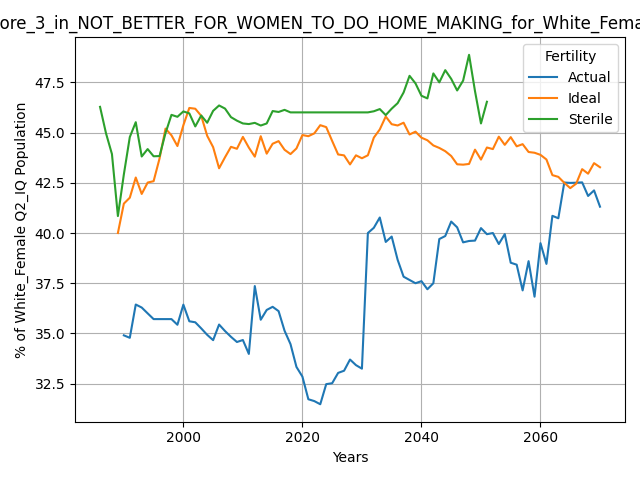 ore_3_in_NOT_BETTER_FOR_WOMEN_TO_DO_HOME_MAKING_for_White_Fema
Fertility
Actual
Ideal
Sterile
% of White_Female Q2_IQ Population
47.5
45.0
42.5
40.0
37.5
35.0
32.5
2000
2020
2040
2060
Years